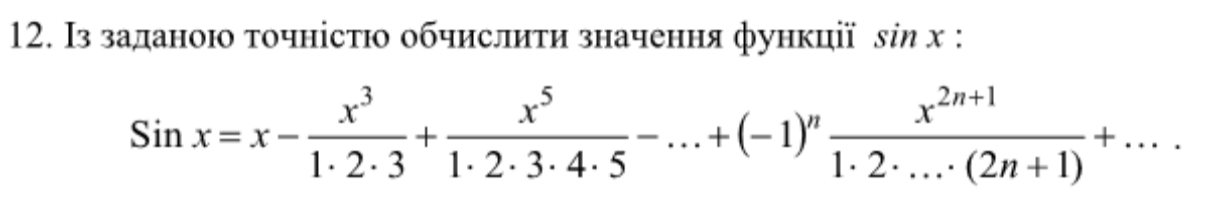 12. Із заданою точністю обчислити значення функції sin x :
Sin x = x − x³/(1· 2· 3) + x⁵/(1· 2· 3· 4· 5) − ... + (− 1)ⁿ x²ⁿ⁺¹/(1· 2· ...· (2n + 1)) + ... .